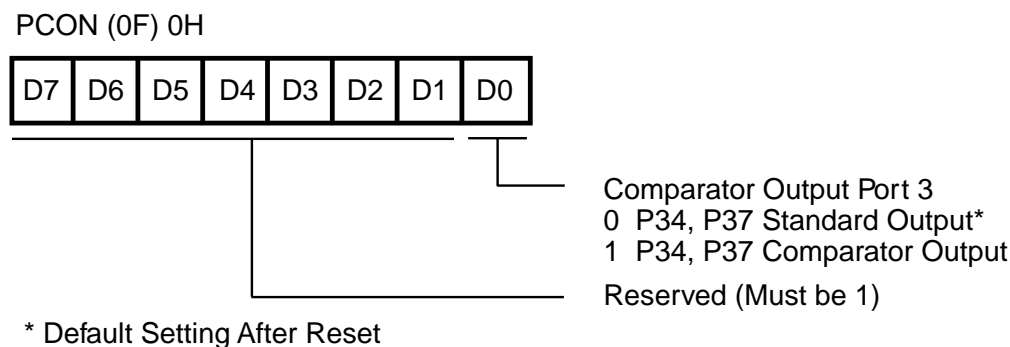 PCON (0F) 0H
D7 D6 D5 D4 D3 D2 D1 D0
Comparator Output Port 3
0 P34, P37 Standard Output*
1 P34, P37 Comparator Output
Reserved (Must be 1)
* Default Setting After Reset